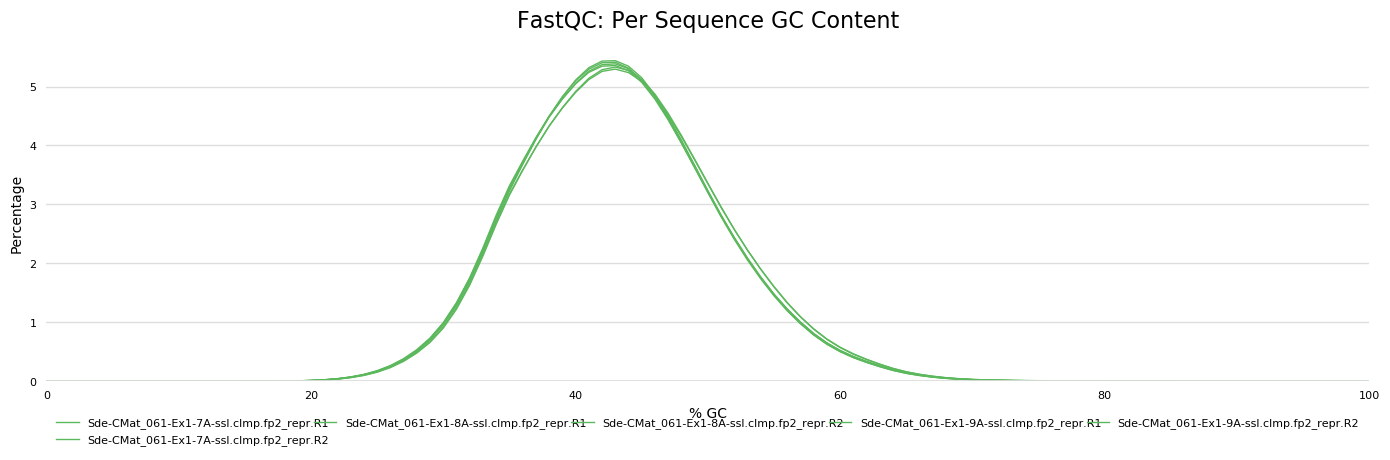 FastQC: Per Sequence GC Content
Percentage
5
4
3
2
1
0
0 20 40 60 80 100
% GC
Sde-CMat_061-Ex1-7A-ssl.clmp.fp2_repr.R1 Sde-CMat_061-Ex1-8A-ssl.clmp.fp2_repr.R1 Sde-CMat_061-Ex1-8A-ssl.clmp.fp2_repr.R2 Sde-CMat_061-Ex1-9A-ssl.clmp.fp2_repr.R1 Sde-CMat_061-Ex1-9A-ssl.clmp.fp2_repr.R2
Sde-CMat_061-Ex1-7A-ssl.clmp.fp2_repr.R2